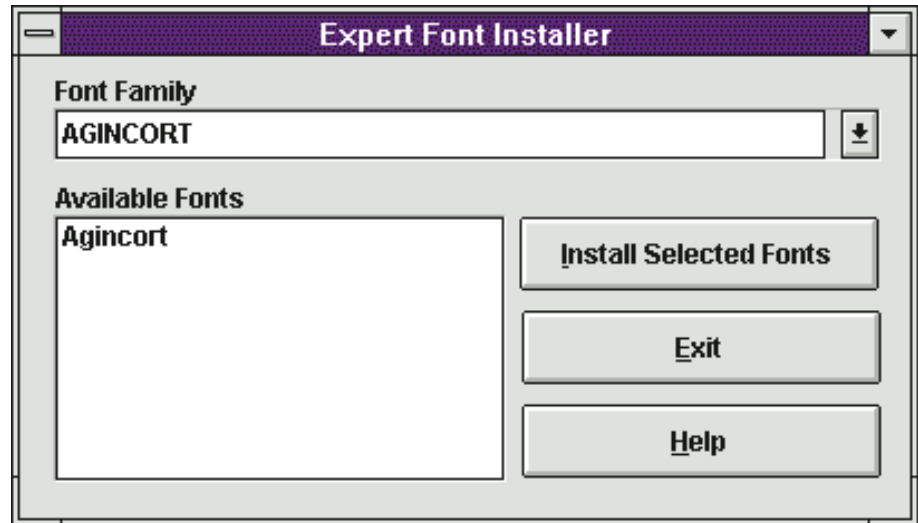 Expert Font Installer
Font Family
AGINCORT
Available Fonts
Agincort
Install Selected Fonts
Exit
Help